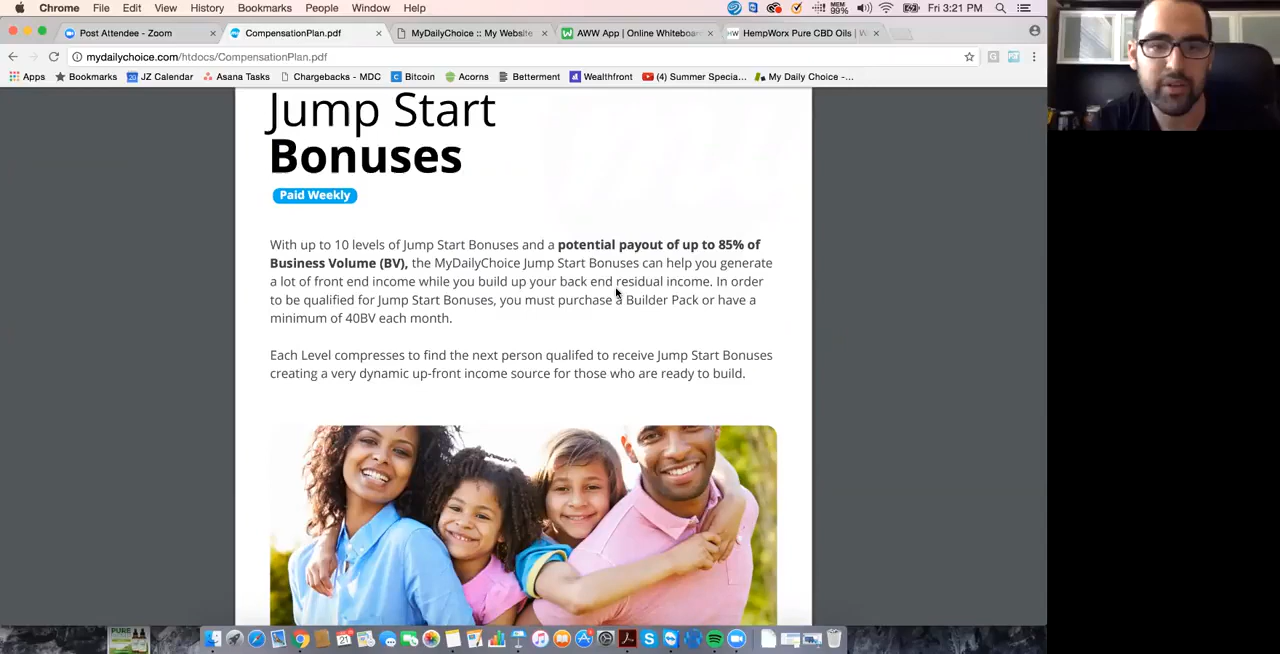 Chrome File Edit View History Bookmarks People Window Help MEM 99% Fri 3:21 PM
Post Attendee - Zoom CompensationPlan.pdf MyDailyChoice :: My Website AWW App | Online Whiteboar HempWorx Pure CBD Oils | W
mydailychoice.com/htdocs/CompensationPlan.pdf
Apps Bookmarks JZ Calendar Asana Tasks Chargebacks - MDC Bitcoin Acorns Betterment Wealthfront (4) Summer Specia... My Daily Choice -...
Jump Start
Bonuses
Paid Weekly
With up to 10 levels of Jump Start Bonuses and a potential payout of up to 85% of
Business Volume (BV), the MyDailyChoice Jump Start Bonuses can help you generate
a lot of front end income while you build up your back end residual income. In order
to be qualified for Jump Start Bonuses, you must purchase a Builder Pack or have a
minimum of 40BV each month.
Each Level compresses to find the next person qualifed to receive Jump Start Bonuses
creating a very dynamic up-front income source for those who are ready to build.
PURE
21